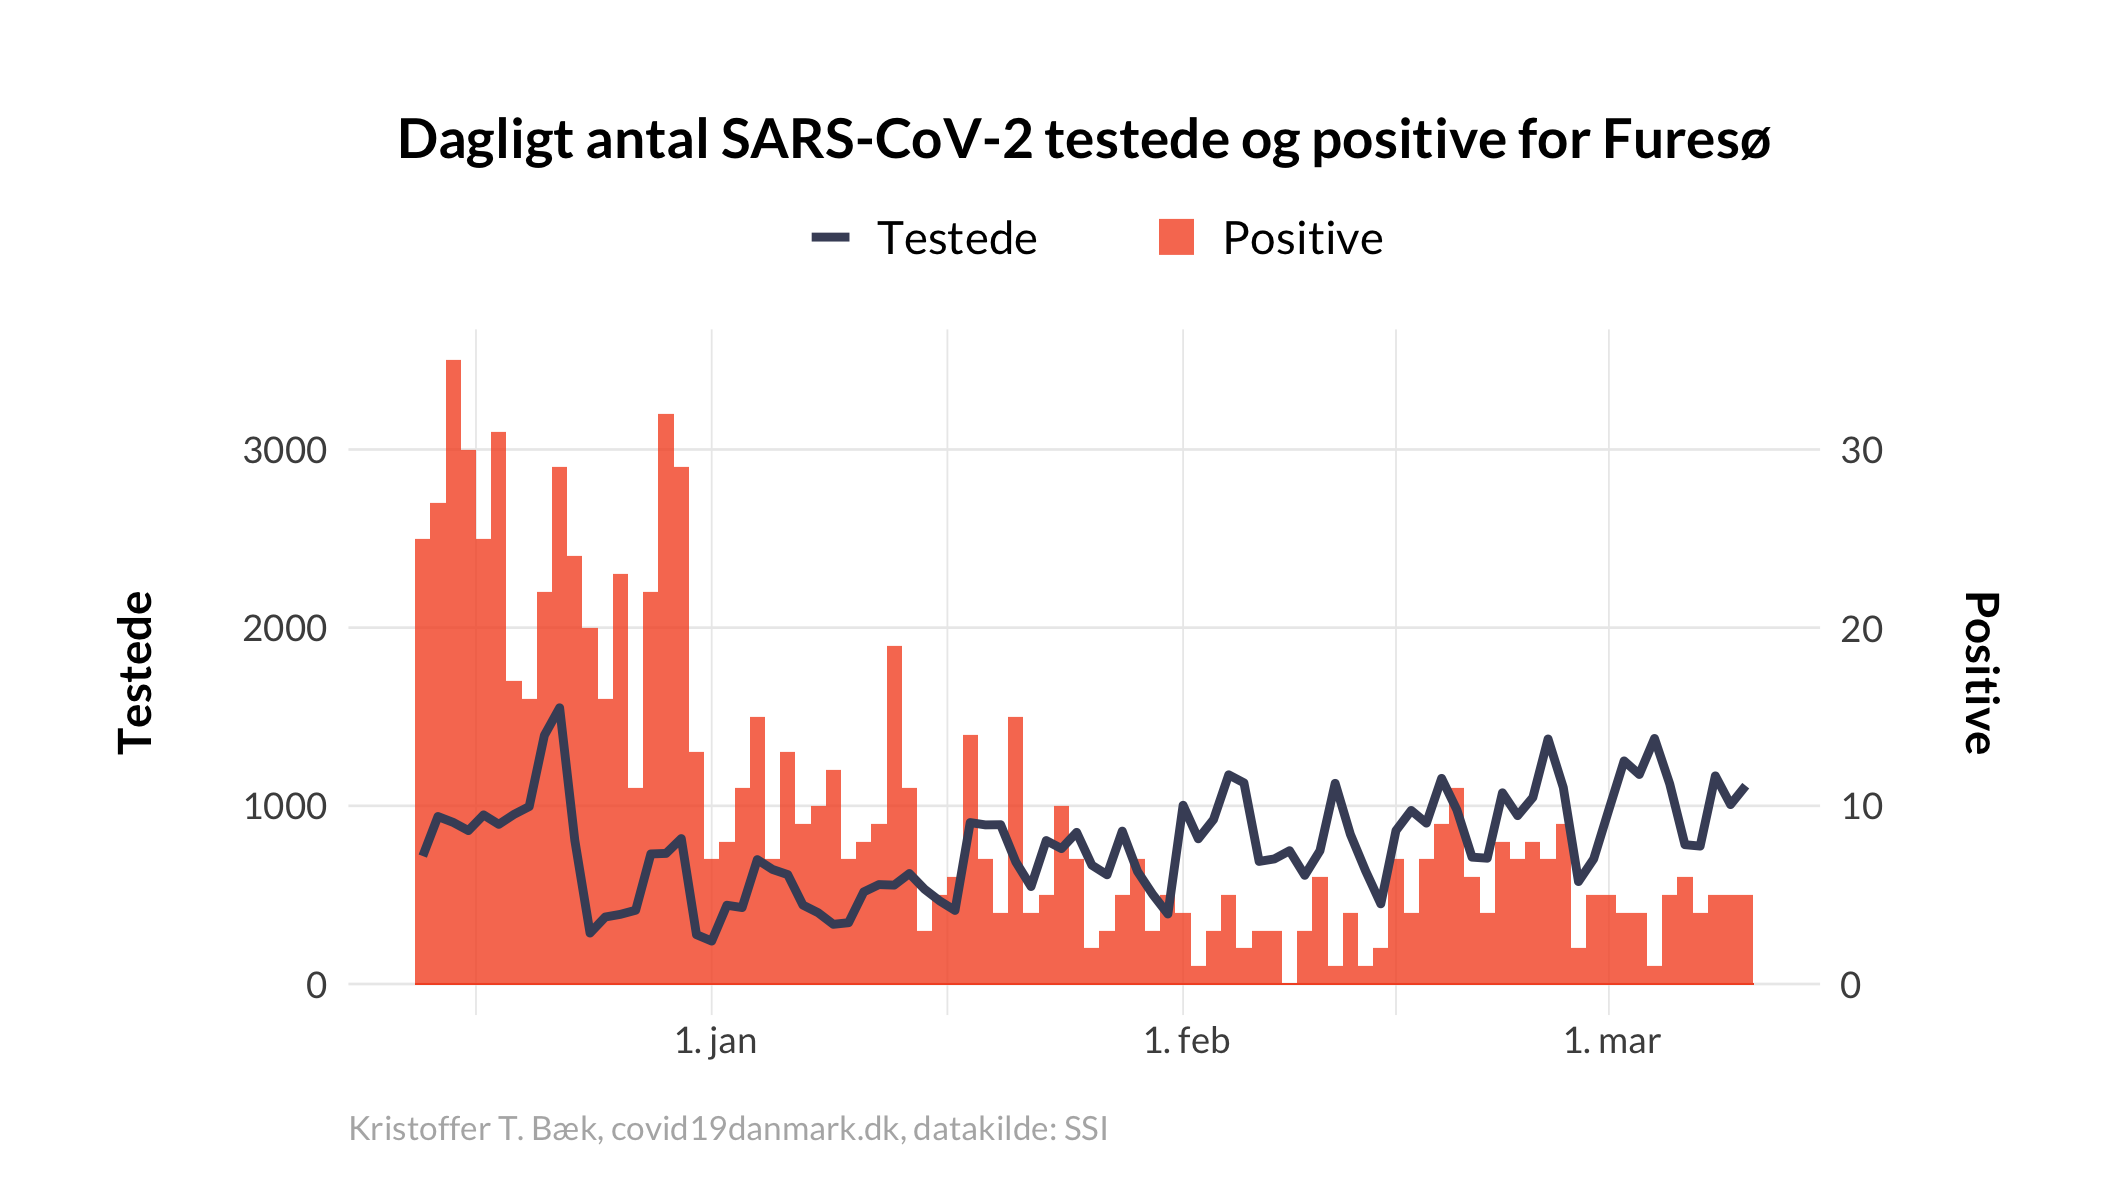 Dagligt antal SARS-CoV-2 testede og positive for Furesø
Testede
Positive
3000
2000
1000
0
30
20
10
0
Testede
Positive
1. jan
1. feb
1. mar
Kristoffer T. Bæk, covid19danmark.dk, datakilde: SSI